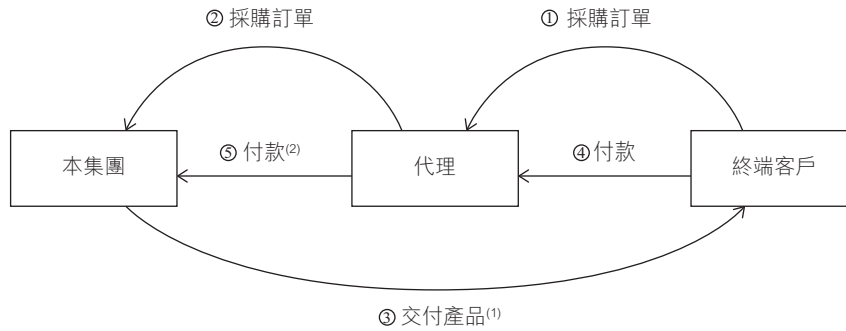 ② 採購訂單
① 採購訂單
本集團
⑤ 付款(2)
代理
④付款
終端客戶
③ 交付產品(1)